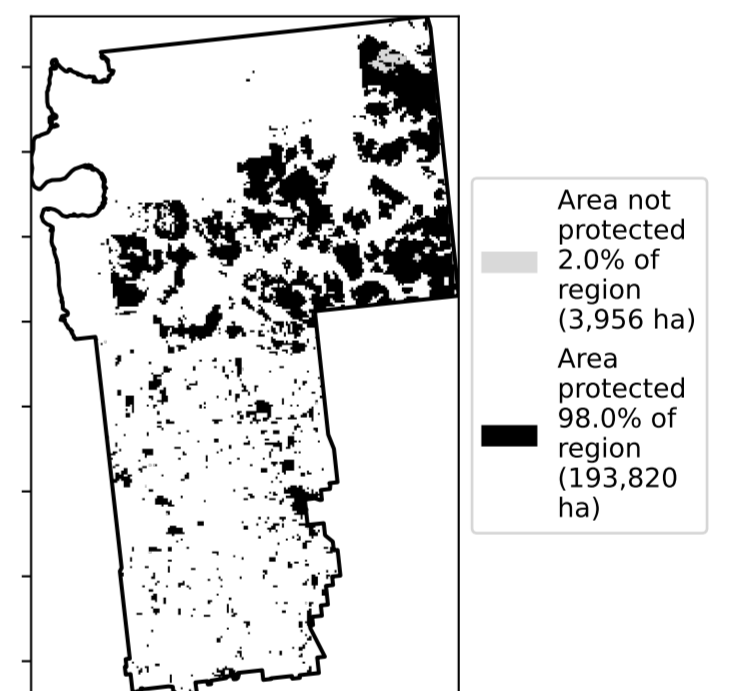 Area not
protected
2.0% of
region
(3,956 ha)
Area
protected
98.0% of
region
(193,820
ha)